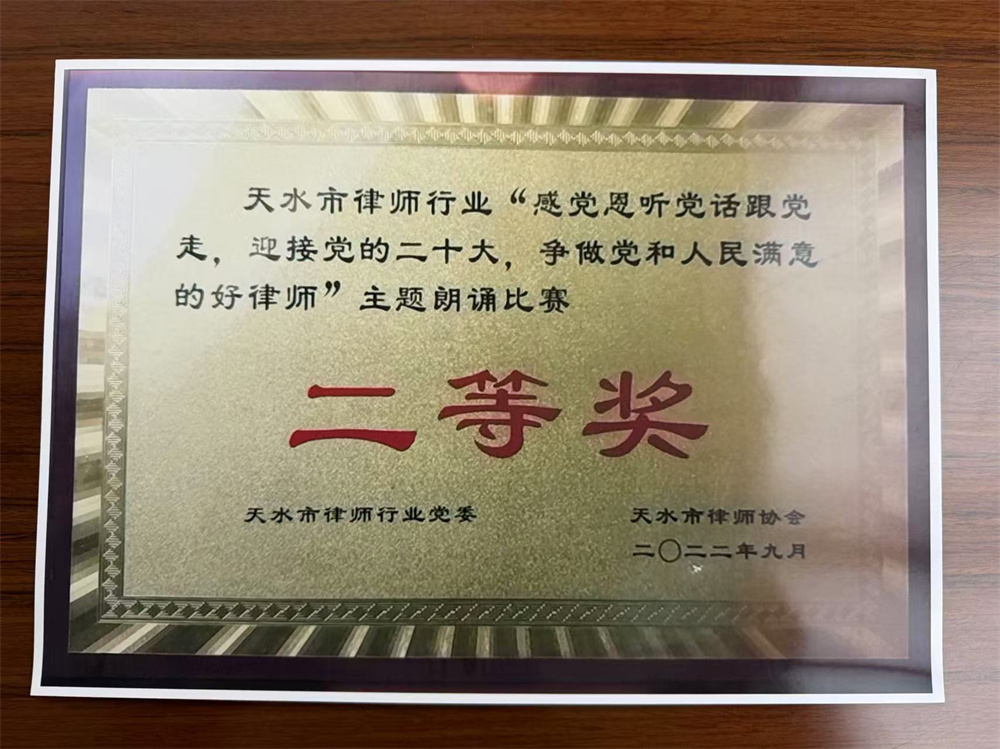 天水市律师行业“感党恩听党话跟党
走，迎接党的二十大，争做党和人民满意
的好律师”主题朗诵比赛
二等奖
天水市律师行业党委
天水市律师协会
二〇二二年九月